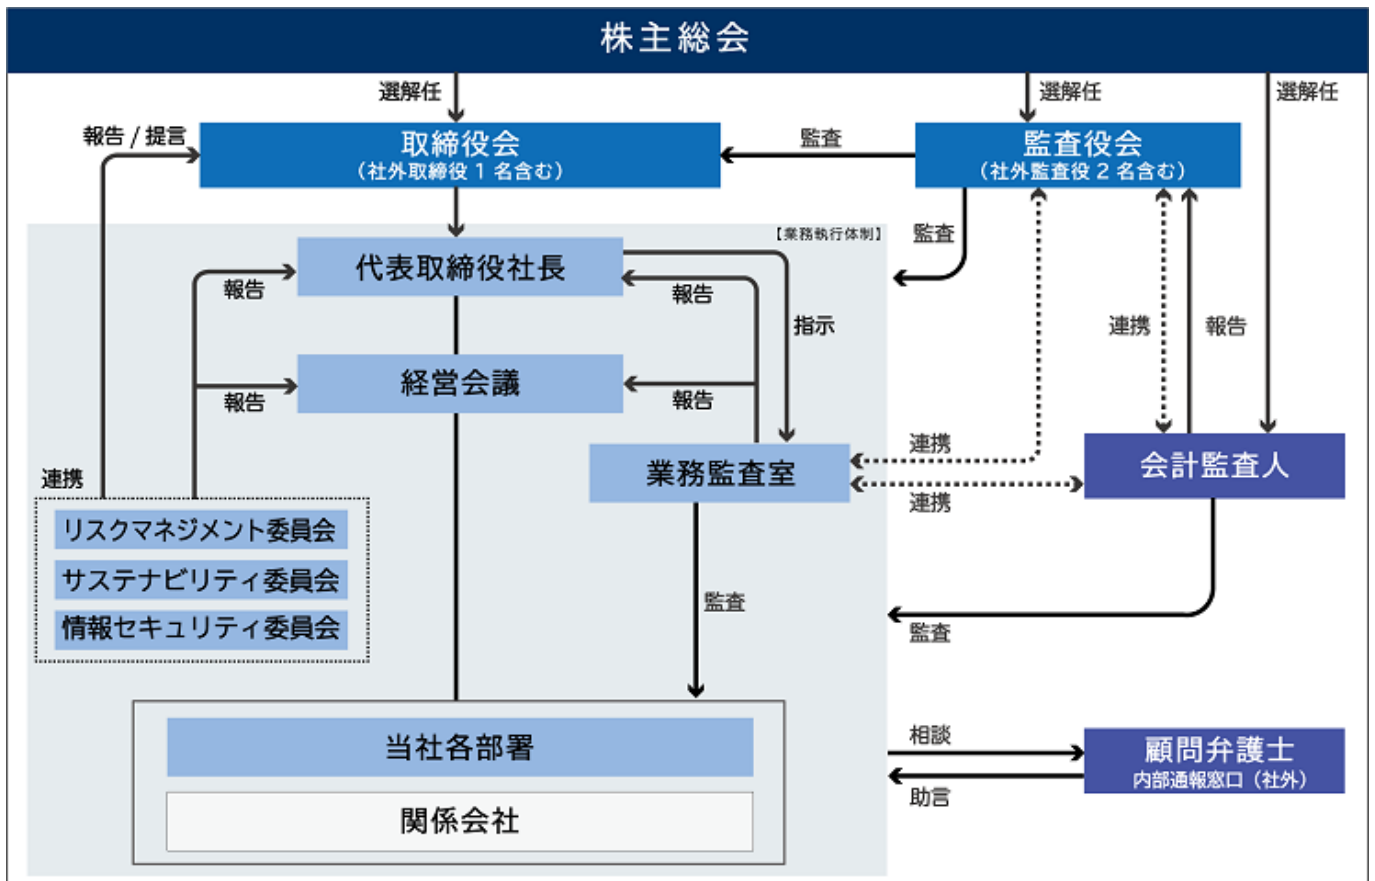 株主総会
選解任
選解任
選解任
報告 / 提言
取締役会
(社外取締役 1 名含む)
監査
監査役会
(社外監査役 2 名含む)
【業務執行体制】
監査
代表取締役社長
報告
報告
指示
連携
報告
経営会議
報告
報告
連携
業務監査室
連携
会計監査人
連携
リスクマネジメント委員会
サステナビリティ委員会
情報セキュリティ委員会
監査
監査
当社各部署
関係会社
相談
助言
顧問弁護士
内部通報窓口(社外)